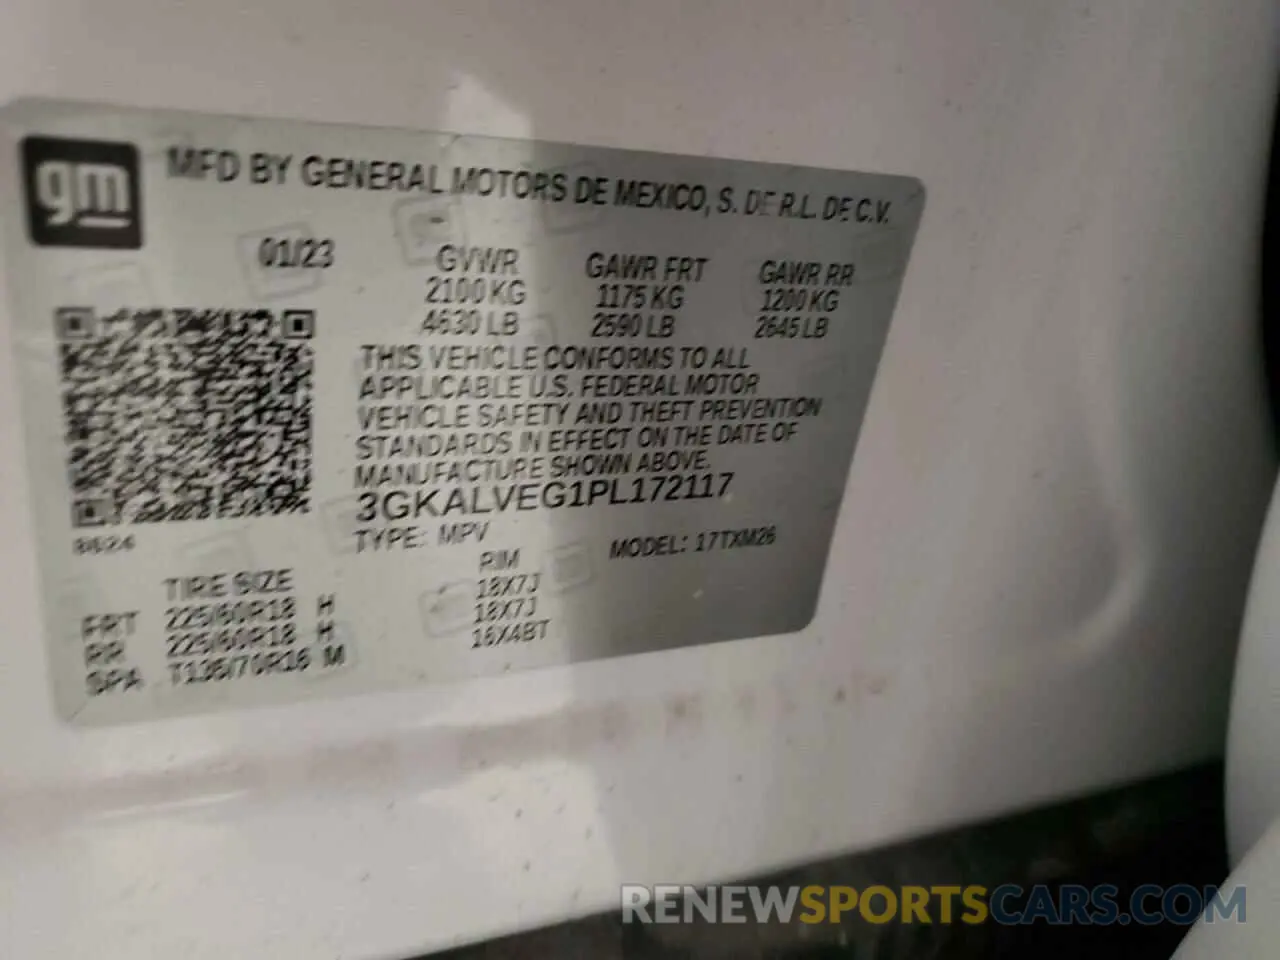 gm
MFD BY GENERAL MOTORS DE MEXICO, S. DE R.L. DE C.V.
01/23 GVWR GAWR FRT GAWR RR
2100 KG 1175 KG 1200 KG
4630 LB 2590 LB 2645 LB
THIS VEHICLE CONFORMS TO ALL
APPLICABLE U.S. FEDERAL MOTOR
VEHICLE SAFETY AND THEFT PREVENTION
STANDARDS IN EFFECT ON THE DATE OF
MANUFACTURE SHOWN ABOVE.
3GKALVEG1PL172117
TYPE: MPV MODEL: 17TXM26
TIRE SIZE RIM
FRT 225/60R18 H 18X7J
RR 225/60R18 H 18X7J
SPA T135/70R16 M 16X4BT
RENEWSPORTSCARS.COM